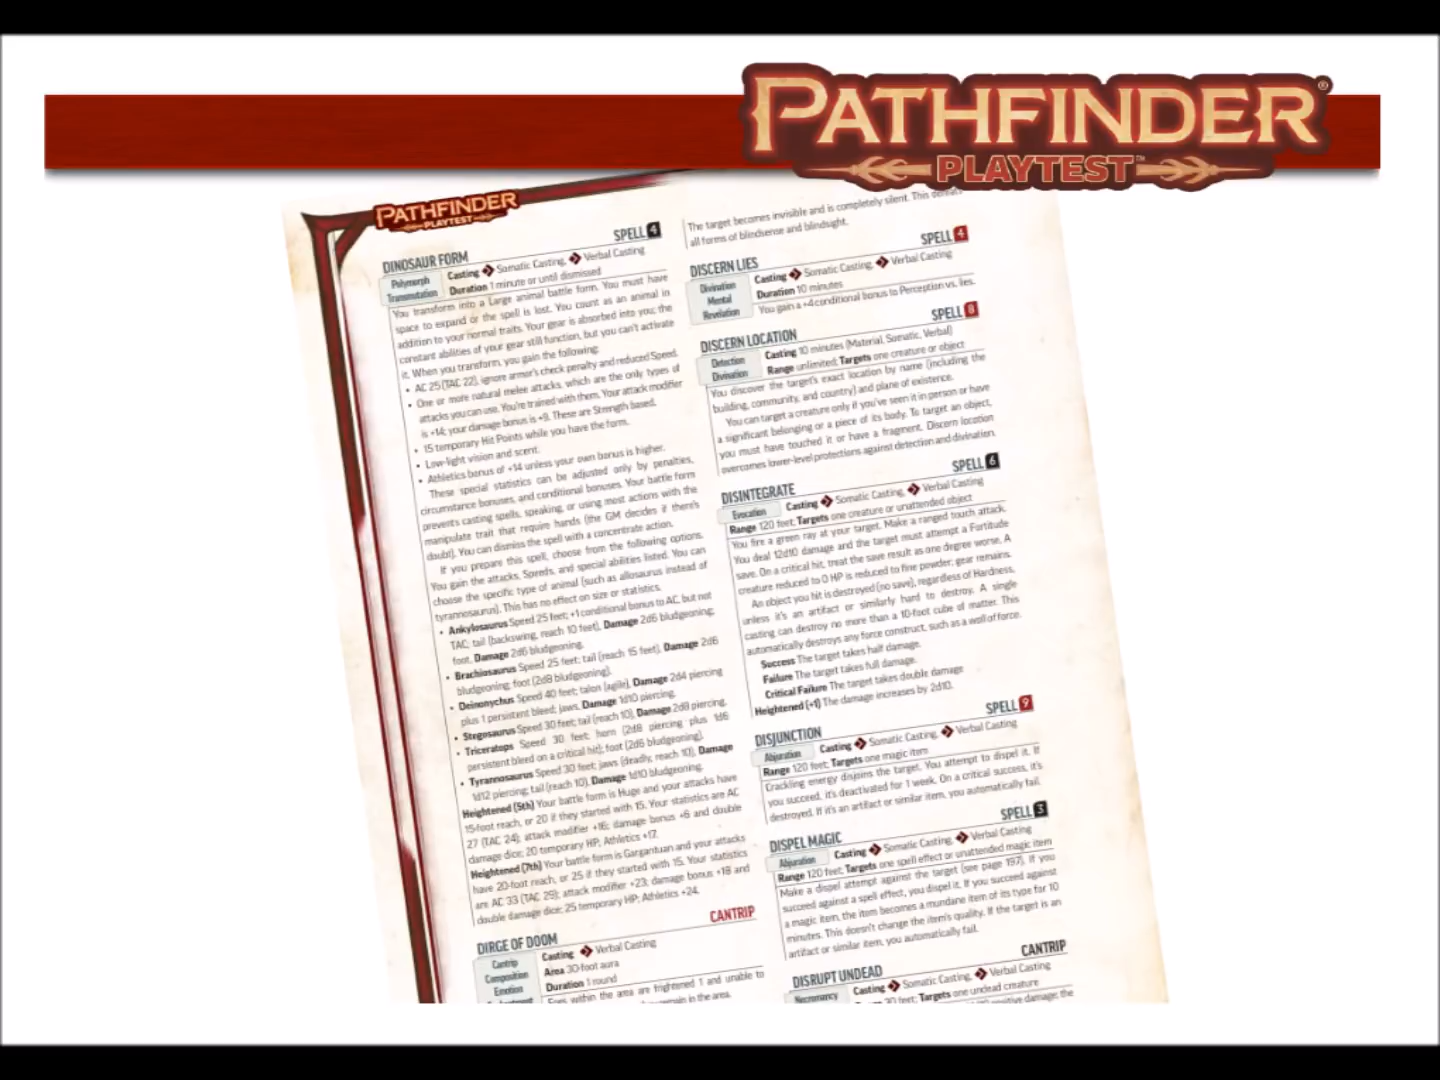 PATHFINDER®
PLAYTEST™
PATHFINDER
PLAYTEST
DINOSAUR FORM
SPELL 4
Polymorph
Transmutation
Casting Somatic Casting, Verbal Casting
Duration 1 minute or until dismissed
You transform into a Large animal battle form. You must have
space to expand or the spell is lost. You count as an animal in
addition to your normal traits. Your gear is absorbed into you; the
constant abilities of your gear still function, but you can't activate
it. When you transform, you gain the following:
• AC 25 (TAC 22), ignore armor's check penalty and reduced Speed.
• One or more natural melee attacks, which are the only types of
attacks you can use. You're trained with them. Your attack modifier
is +14; your damage bonus is +9. These are Strength based.
• 15 temporary Hit Points while you have the form.
• Low-light vision and scent.
• Athletics bonus of +14 unless your own bonus is higher.
These special statistics can be adjusted only by penalties,
circumstance bonuses, and conditional bonuses. Your battle form
prevents casting spells, speaking, or using most actions with the
manipulate trait that require hands (the GM decides if there's
doubt). You can dismiss the spell with a concentrate action.
If you prepare this spell, choose from the following options.
You gain the attacks, Speeds, and special abilities listed. You can
choose the specific type of animal (such as allosaurus instead of
tyrannosaurus). This has no effect on size or statistics.
• Ankylosaurus Speed 25 feet; +1 conditional bonus to AC, but not
TAC; tail (backswing, reach 10 feet), Damage 2d6 bludgeoning;
foot, Damage 2d6 bludgeoning.
• Brachiosaurus Speed 25 feet; tail (reach 15 feet), Damage 2d6
bludgeoning; foot (2d8 bludgeoning).
• Deinonychus Speed 40 feet; talon (agile), Damage 2d4 piercing
plus 1 persistent bleed; jaws, Damage 1d10 piercing.
• Stegosaurus Speed 30 feet; tail (reach 10), Damage 2d8 piercing.
• Triceratops Speed 30 feet; horn (2d8 piercing plus 1d6
persistent bleed on a critical hit); foot (2d6 bludgeoning).
• Tyrannosaurus Speed 30 feet; jaws (deadly, reach 10), Damage
1d12 piercing; tail (reach 10), Damage 1d10 bludgeoning.
Heightened (5th) Your battle form is Huge and your attacks have
15-foot reach, or 20 if they started with 15. Your statistics are AC
27 (TAC 24); attack modifier +16; damage bonus +6 and double
damage dice; 20 temporary HP; Athletics +17.
Heightened (7th) Your battle form is Gargantuan and your attacks
have 20-foot reach, or 25 if they started with 15. Your statistics
are AC 33 (TAC 29); attack modifier +23; damage bonus +18 and
double damage dice; 25 temporary HP; Athletics +24.
DIRGE OF DOOM
CANTRIP
Cantrip
Composition
Emotion
Casting Verbal Casting
Area 30-foot aura
Duration 1 round
Foes within the area are frightened 1 and unable to
remain in the area.
The target becomes invisible and is completely silent. This
all forms of blindsense and blindsight.
DISCERN LIES
SPELL 4
Divination
Mental
Revelation
Casting Somatic Casting, Verbal Casting
Duration 10 minutes
You gain a +4 conditional bonus to Perception vs. lies.
DISCERN LOCATION
SPELL 8
Detection
Divination
Casting 10 minutes (Material, Somatic, Verbal)
Range unlimited; Targets one creature or object
You discover the target's exact location by name (including the
building, community, and country) and plane of existence.
You can target a creature only if you've seen it in person or have
a significant belonging or a piece of its body. To target an object,
you must have touched it or have a fragment. Discern location
overcomes lower-level protections against detection and divination.
DISINTEGRATE
SPELL 6
Evocation
Casting Somatic Casting, Verbal Casting
Range 120 feet; Targets one creature or unattended object
You fire a green ray at your target. Make a ranged touch attack.
You deal 12d10 damage and the target must attempt a Fortitude
save. On a critical hit, treat the save result as one degree worse. A
creature reduced to 0 HP is reduced to fine powder; gear remains.
An object you hit is destroyed (no save), regardless of Hardness,
unless it's an artifact or similarly hard to destroy. A single
casting can destroy no more than a 10-foot cube of matter. This
automatically destroys any force construct, such as a wall of force.
Success The target takes half damage.
Failure The target takes full damage.
Critical Failure The target takes double damage
Heightened (+1) The damage increases by 2d10.
DISJUNCTION
SPELL 9
Abjuration
Casting Somatic Casting, Verbal Casting
Range 120 feet; Targets one magic item
Crackling energy disjoins the target. You attempt to dispel it. If
you succeed, it's deactivated for 1 week. On a critical success, it's
destroyed. If it's an artifact or similar item, you automatically fail.
DISPEL MAGIC
SPELL 3
Abjuration
Casting Somatic Casting, Verbal Casting
Range 120 feet; Targets one spell effect or unattended magic item
Make a dispel attempt against the target (see page 197). If you
succeed against a spell effect, you dispel it. If you succeed against
a magic item, the item becomes a mundane item of its type for 10
minutes. This doesn't change the item's quality. If the target is an
artifact or similar item, you automatically fail.
DISRUPT UNDEAD
CANTRIP
Necromancy
Casting Somatic Casting, Verbal Casting
30 feet; Targets one undead creature
positive damage; the